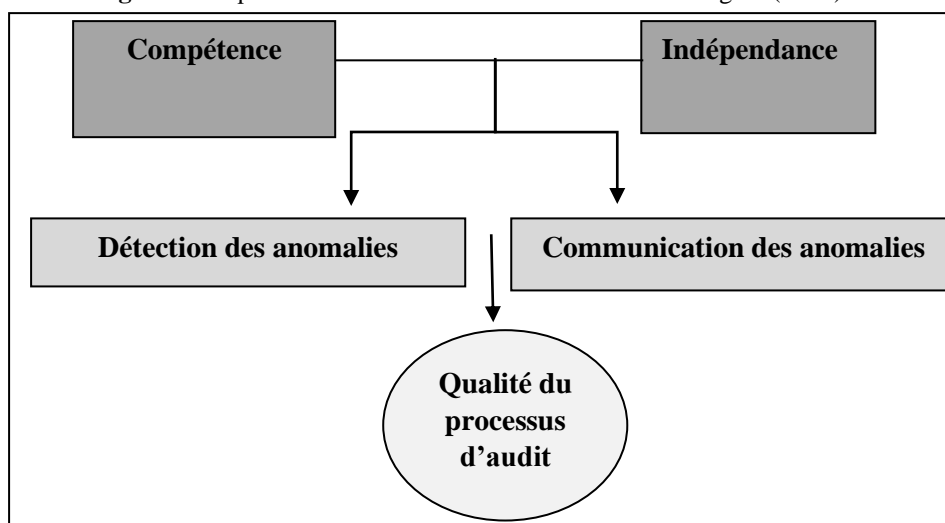 Compétence
Indépendance
Détection des anomalies
Communication des anomalies
Qualité du
processus
d'audit